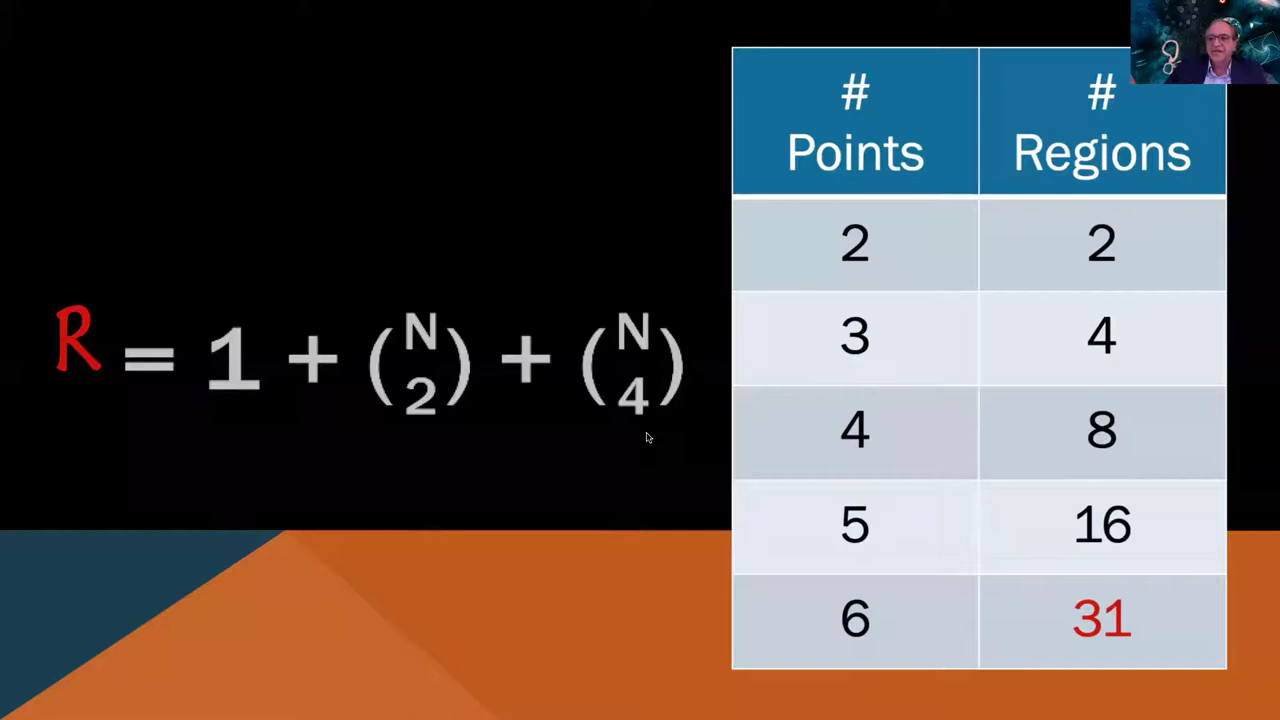 R = 1 + (N 2) + (N 4)
# Points # Regions
2 2
3 4
4 8
5 16
6 31